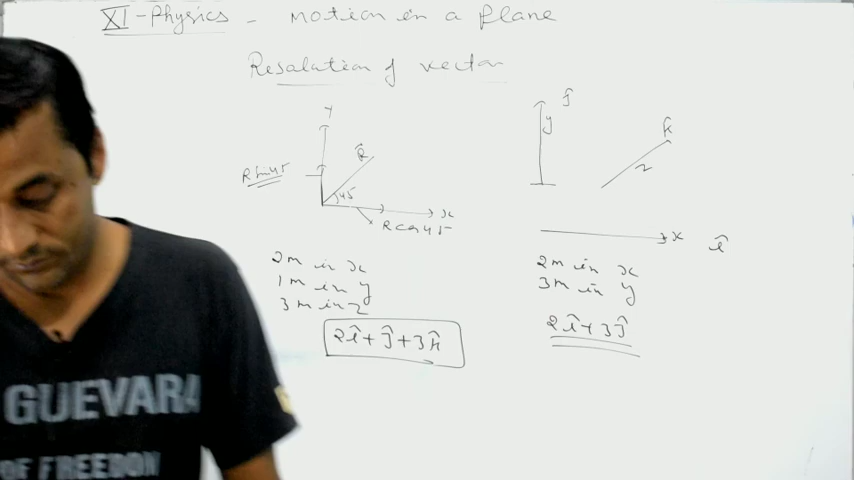 XI-Physics - Motion in a plane
Resolution of vector
Y
R
R sin 45
45
x
R cos 45
ĵ
y
k̂
z
x
î
2m in x
1m in y
3m in z
2î+ĵ+3k̂
2m in x
3m in y
2î+3ĵ
GUEVARA
OF FREEDOM